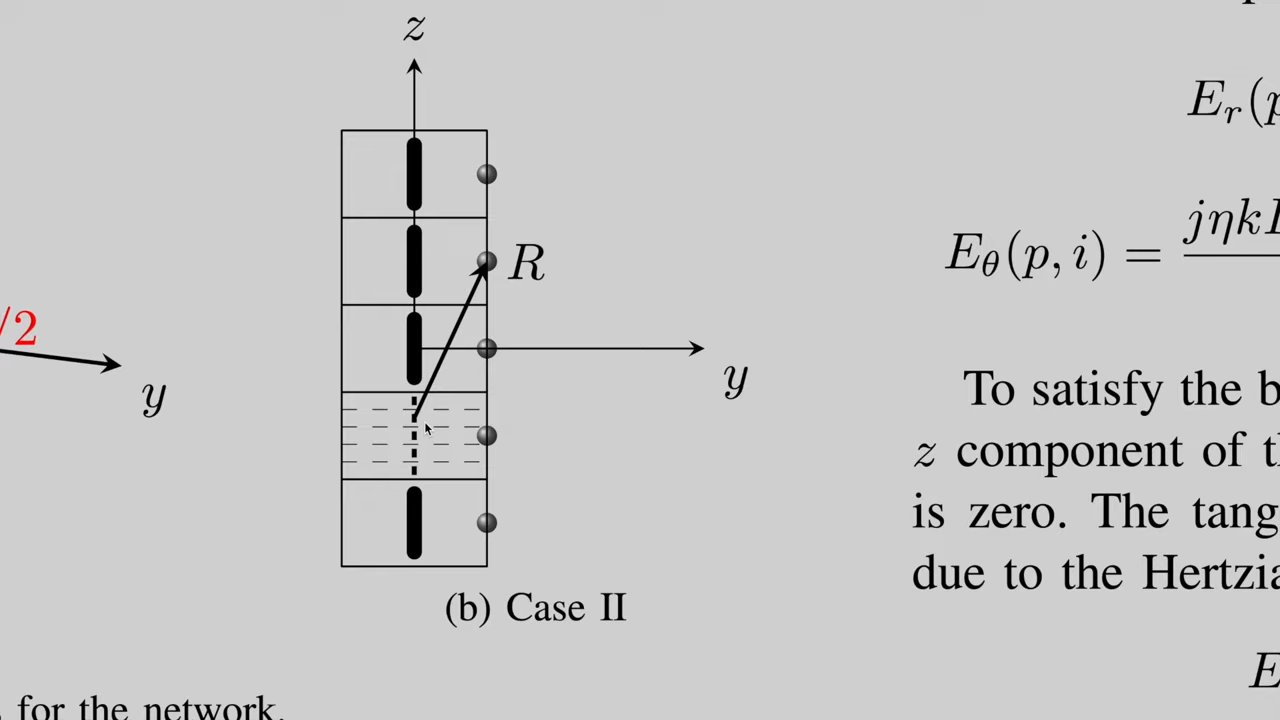 z
E_r(
R
E_θ(p, i) = jηk
/2
y
y
To satisfy the b
z component of t
is zero. The tang
due to the Hertzia
(b) Case II
E
for the network.